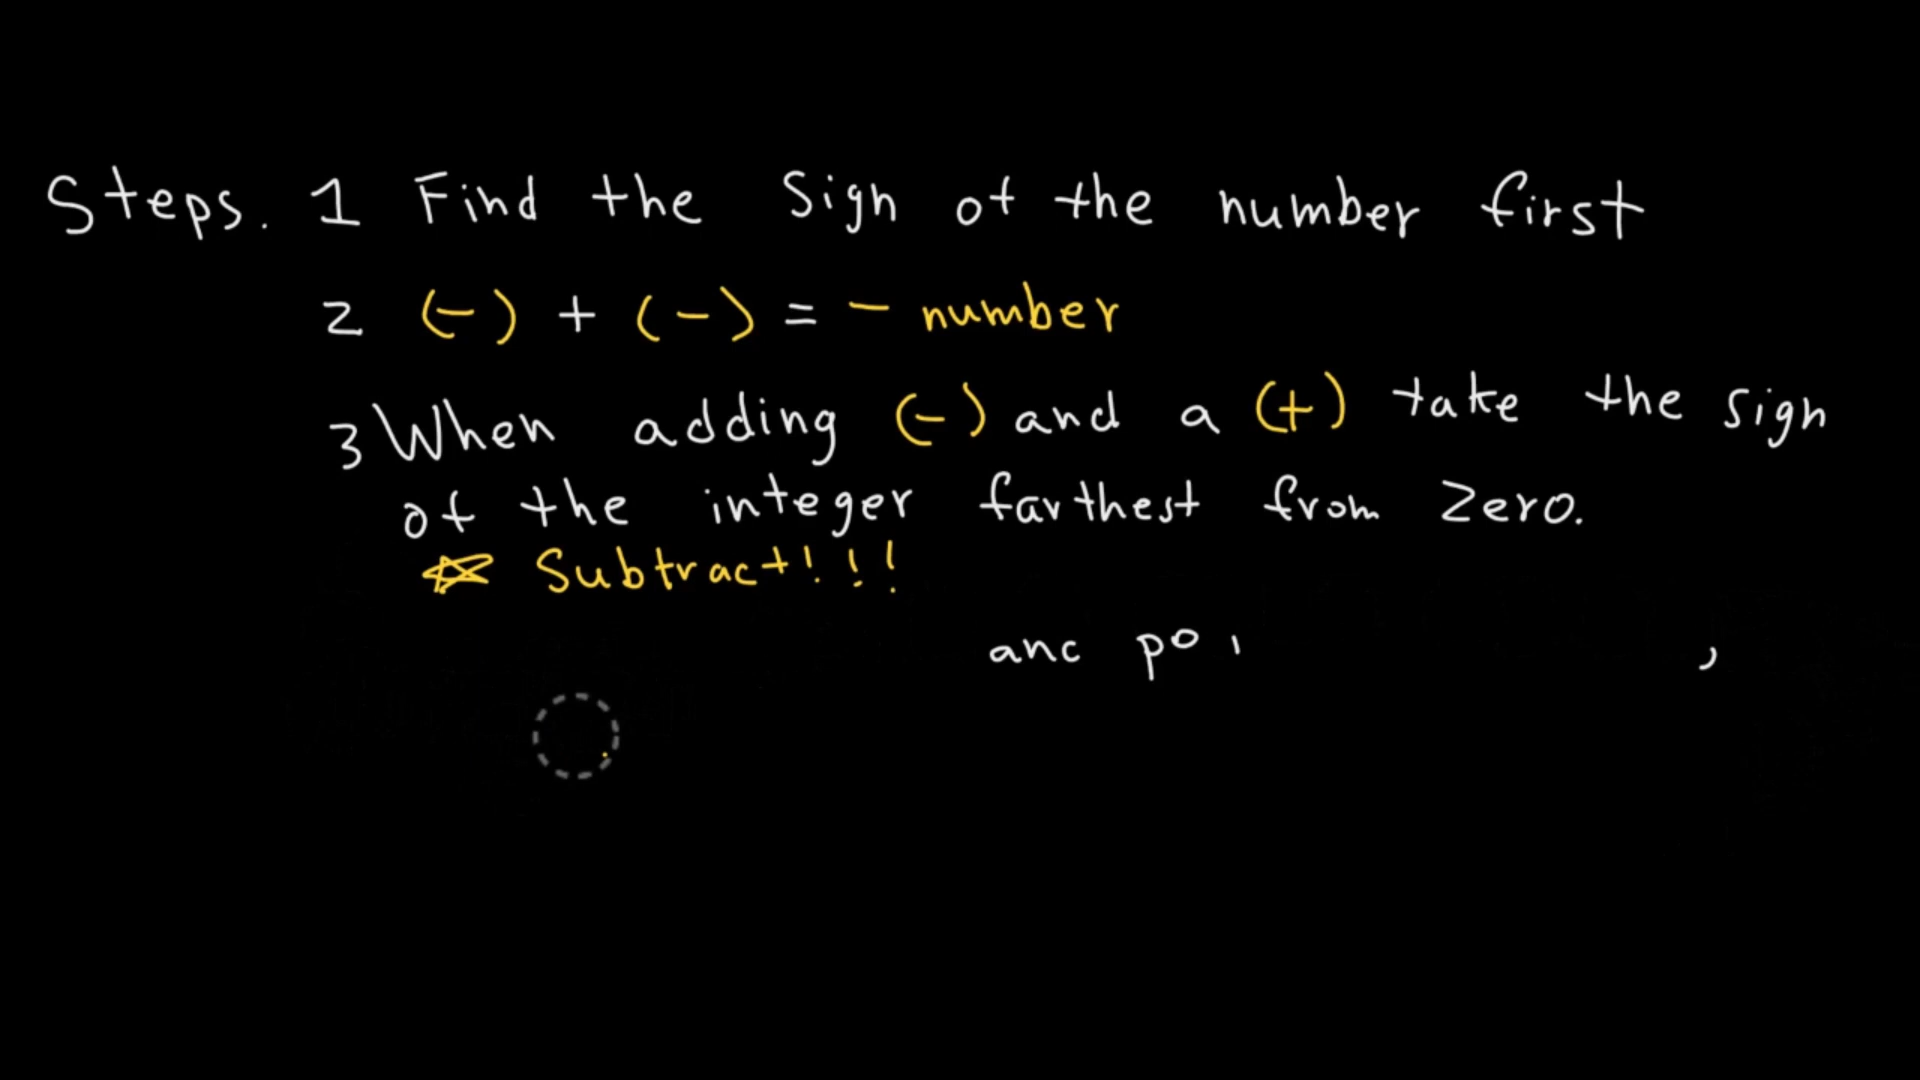 Steps. 1 Find the Sign of the number first
2 (-) + (-) = - number
3 When adding (-) and a (+) take the sign
of the integer farthest from Zero.
☆ Subtract!!!
anc po